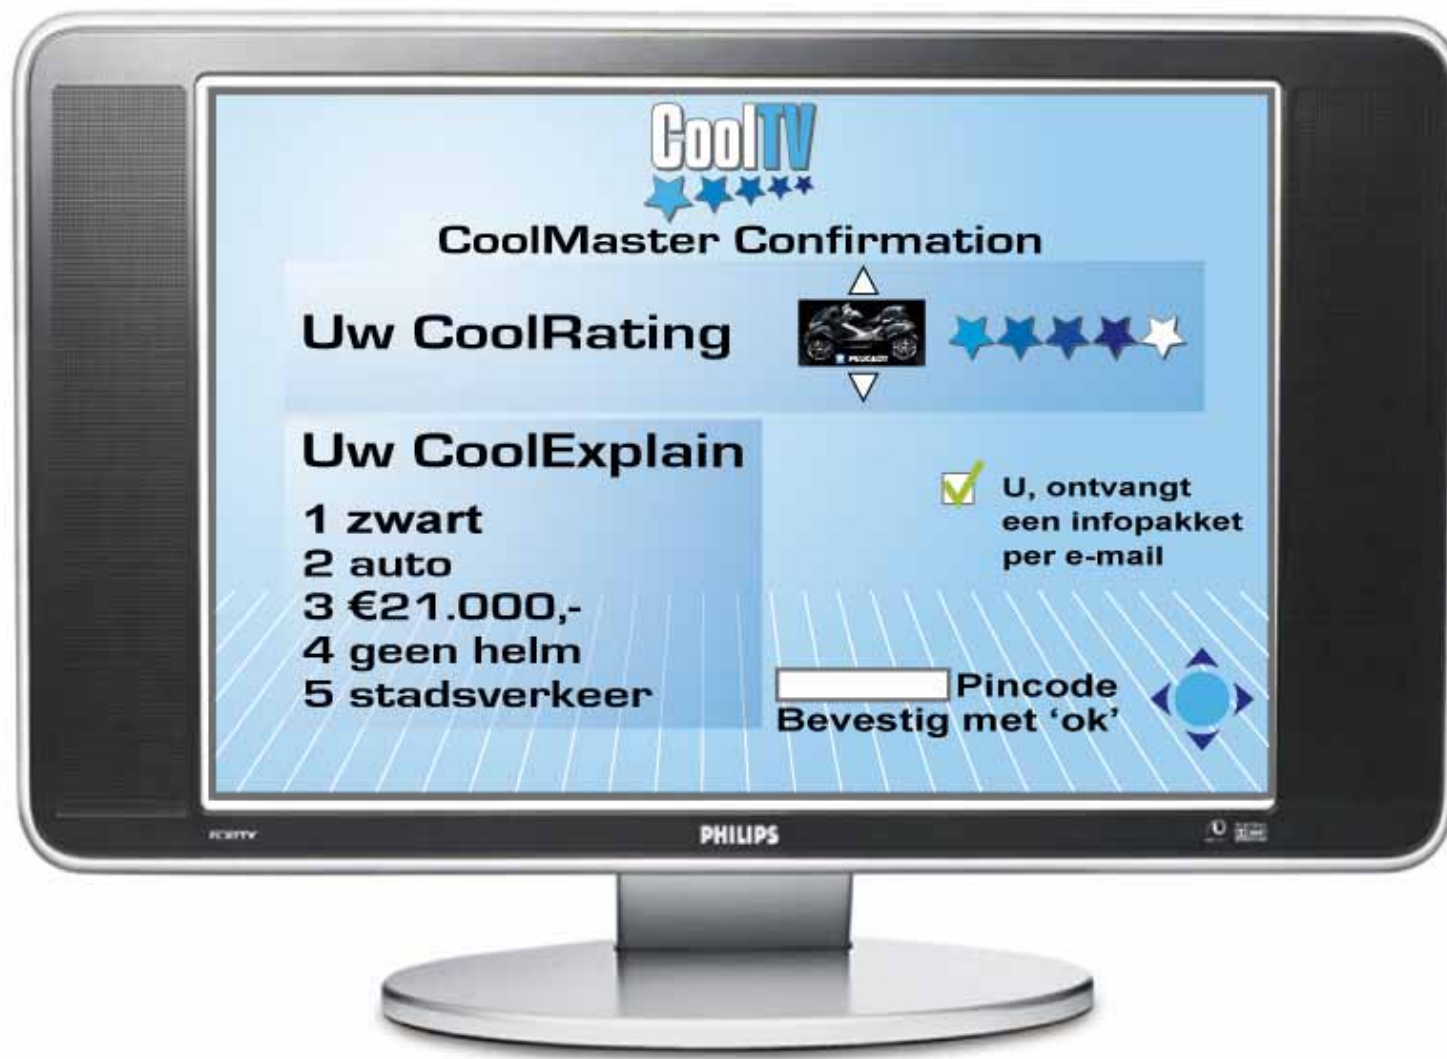 CoolTV
CoolMaster Confirmation
Uw CoolRating
PEUGEOT
Uw CoolExplain
1 zwart
2 auto
3 €21.000,-
4 geen helm
5 stadsverkeer
U, ontvangt
een infopakket
per e-mail
Pincode
Bevestig met ‘ok’
PHILIPS